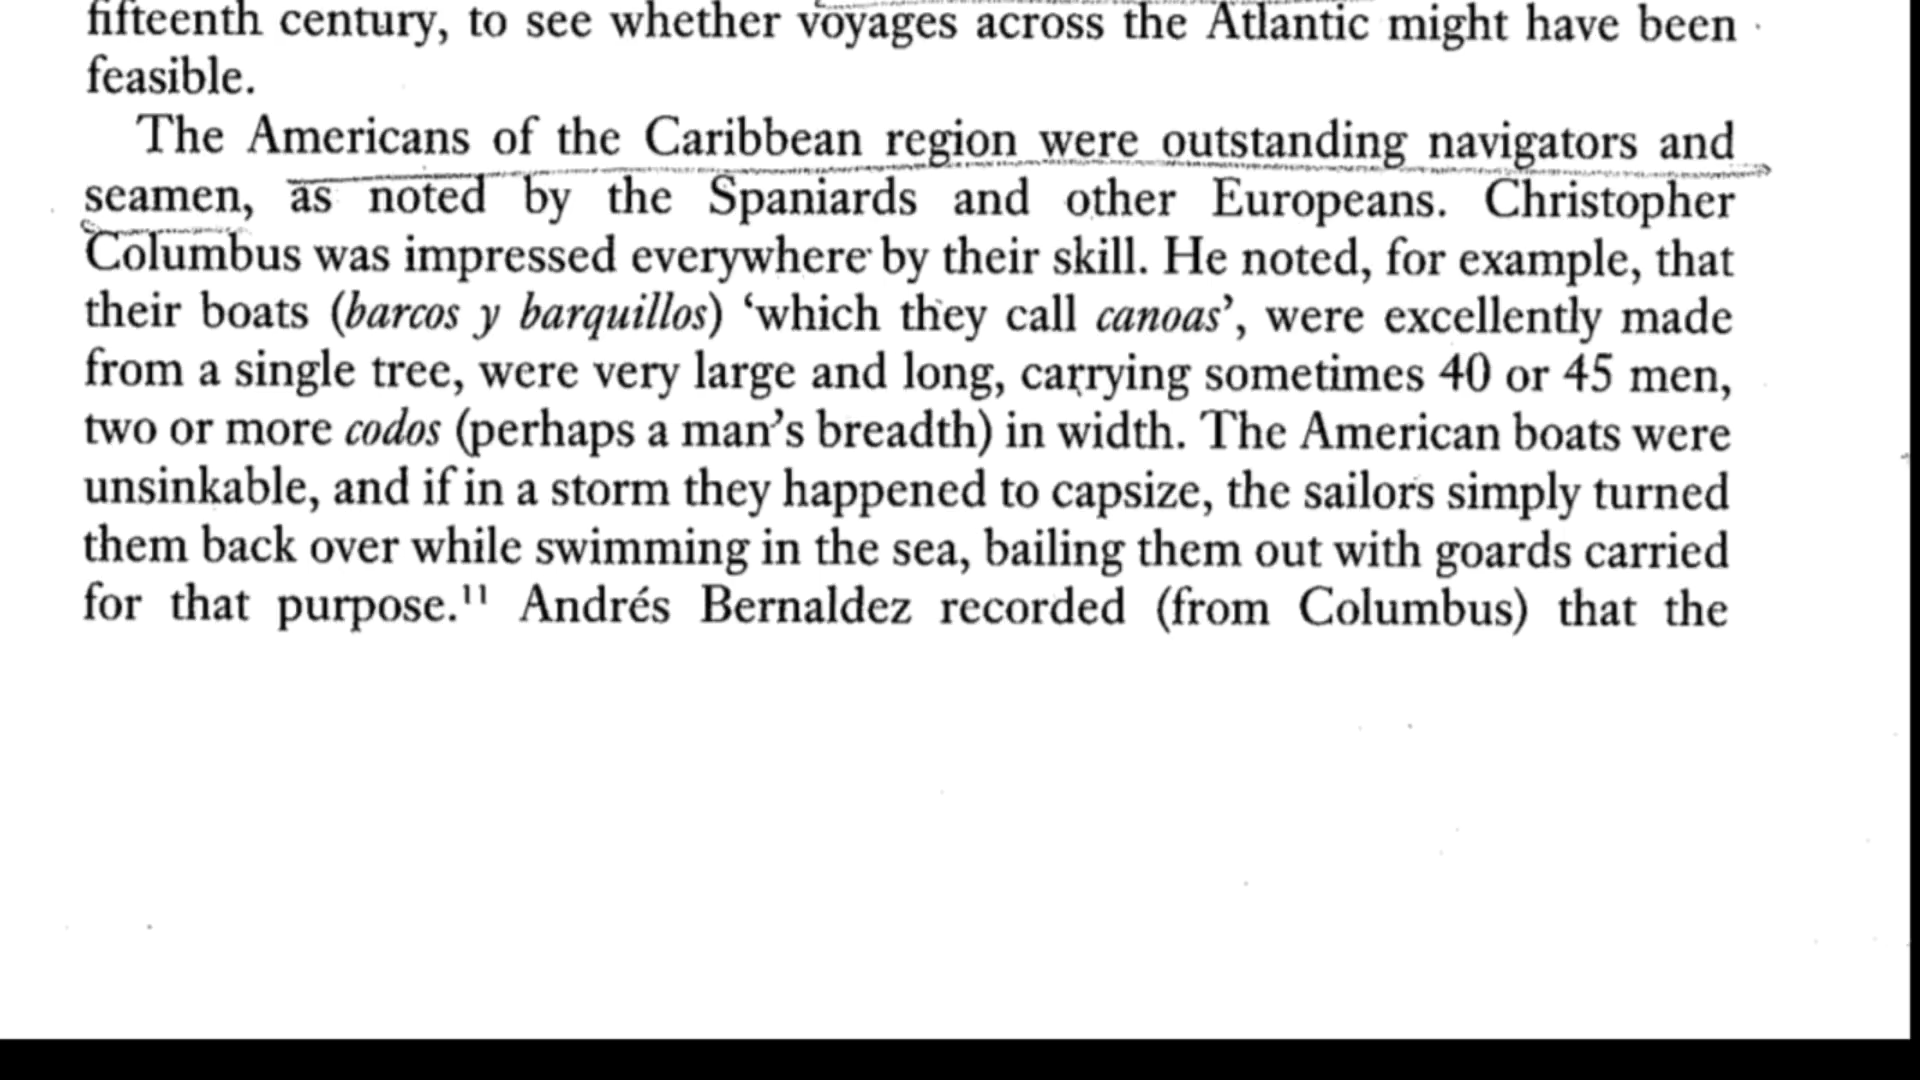 fifteenth century, to see whether voyages across the Atlantic might have been
feasible.
The Americans of the Caribbean region were outstanding navigators and
seamen, as noted by the Spaniards and other Europeans. Christopher
Columbus was impressed everywhere by their skill. He noted, for example, that
their boats (barcos y barquillos) ‘which they call canoas’, were excellently made
from a single tree, were very large and long, carrying sometimes 40 or 45 men,
two or more codos (perhaps a man’s breadth) in width. The American boats were
unsinkable, and if in a storm they happened to capsize, the sailors simply turned
them back over while swimming in the sea, bailing them out with goards carried
for that purpose.¹¹ Andrés Bernaldez recorded (from Columbus) that the